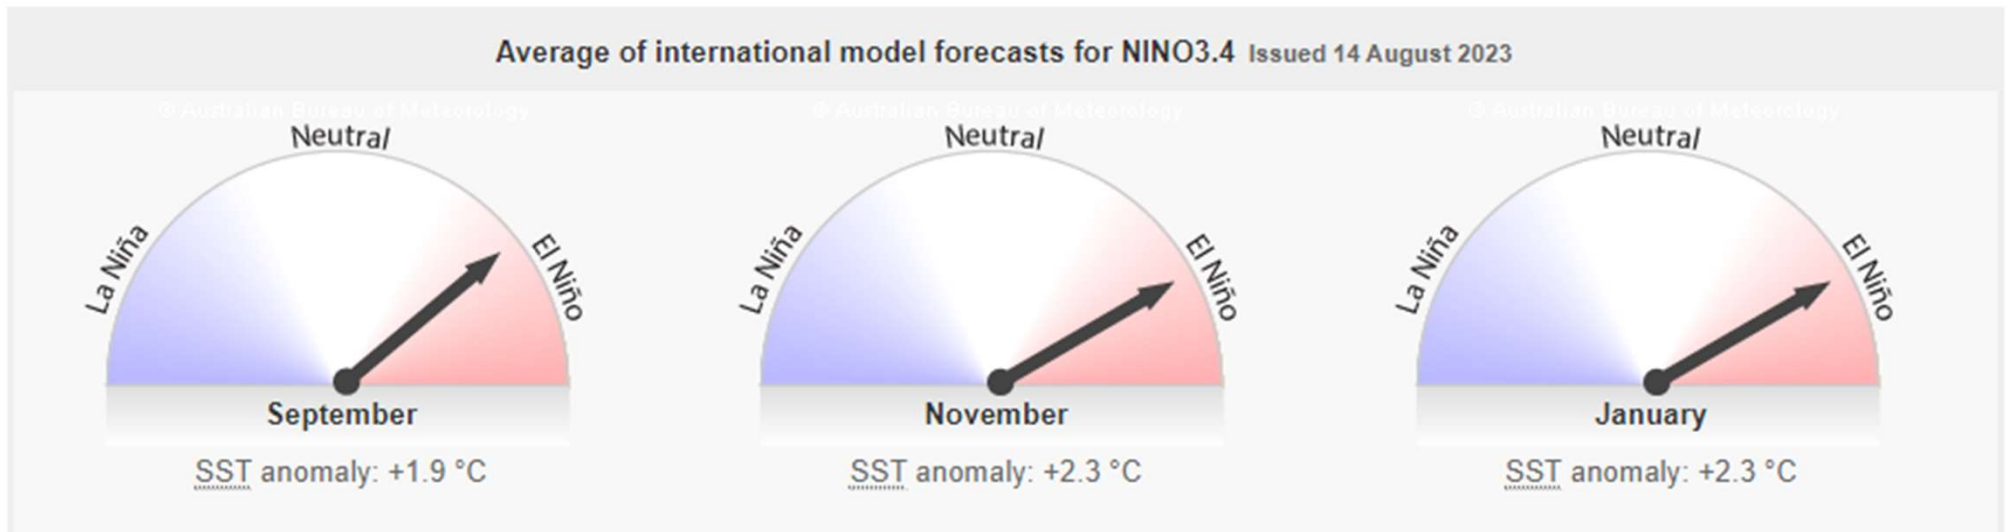 Average of international model forecasts for NINO3.4 Issued 14 August 2023
© Australian Bureau of Meteorology
Neutral
La Niña
El Niño
September
SST anomaly: +1.9 °C
© Australian Bureau of Meteorology
Neutral
La Niña
El Niño
November
SST anomaly: +2.3 °C
© Australian Bureau of Meteorology
Neutral
La Niña
El Niño
January
SST anomaly: +2.3 °C